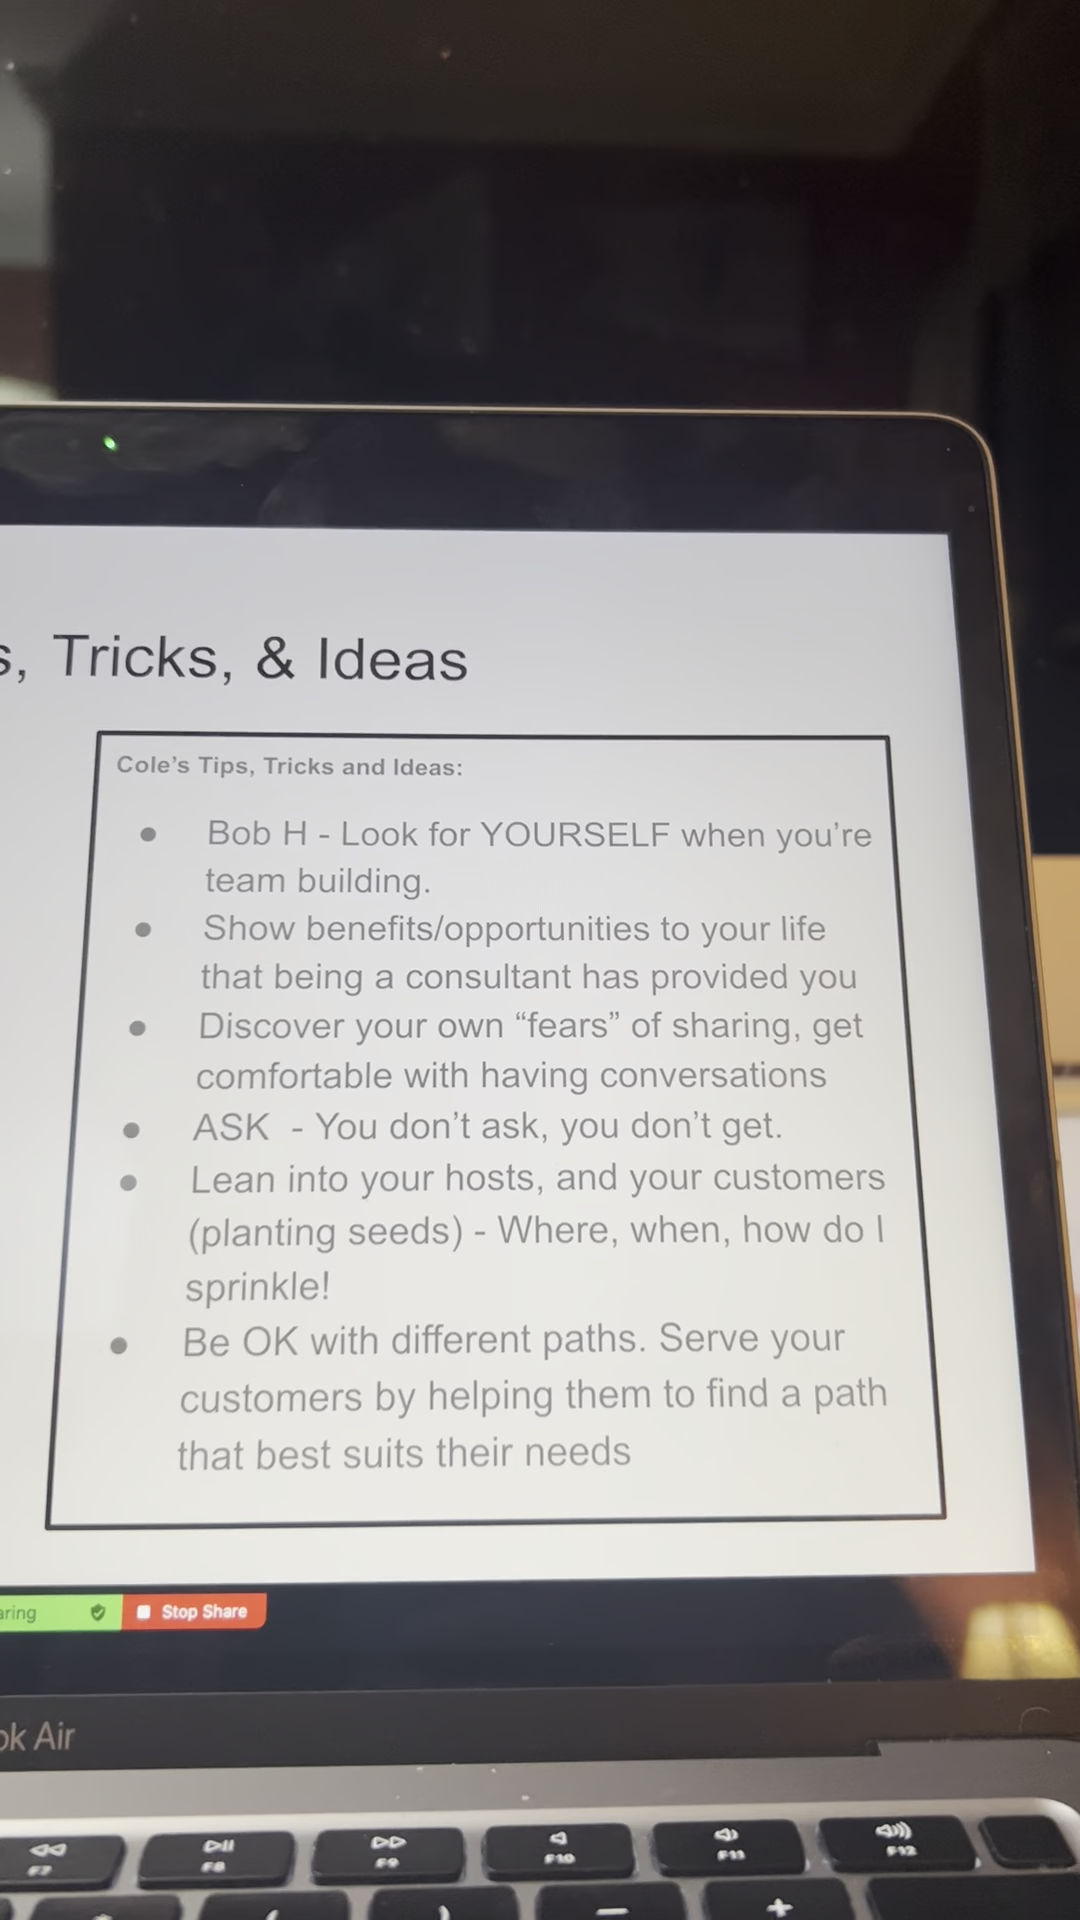 s, Tricks, & Ideas
Cole's Tips, Tricks and Ideas:
● Bob H - Look for YOURSELF when you're
team building.
● Show benefits/opportunities to your life
that being a consultant has provided you
● Discover your own “fears” of sharing, get
comfortable with having conversations
● ASK - You don't ask, you don't get.
● Lean into your hosts, and your customers
(planting seeds) - Where, when, how do I
sprinkle!
● Be OK with different paths. Serve your
customers by helping them to find a path
that best suits their needs
aring
Stop Share
ok Air
F7
F8
F9
F10
F11
F12